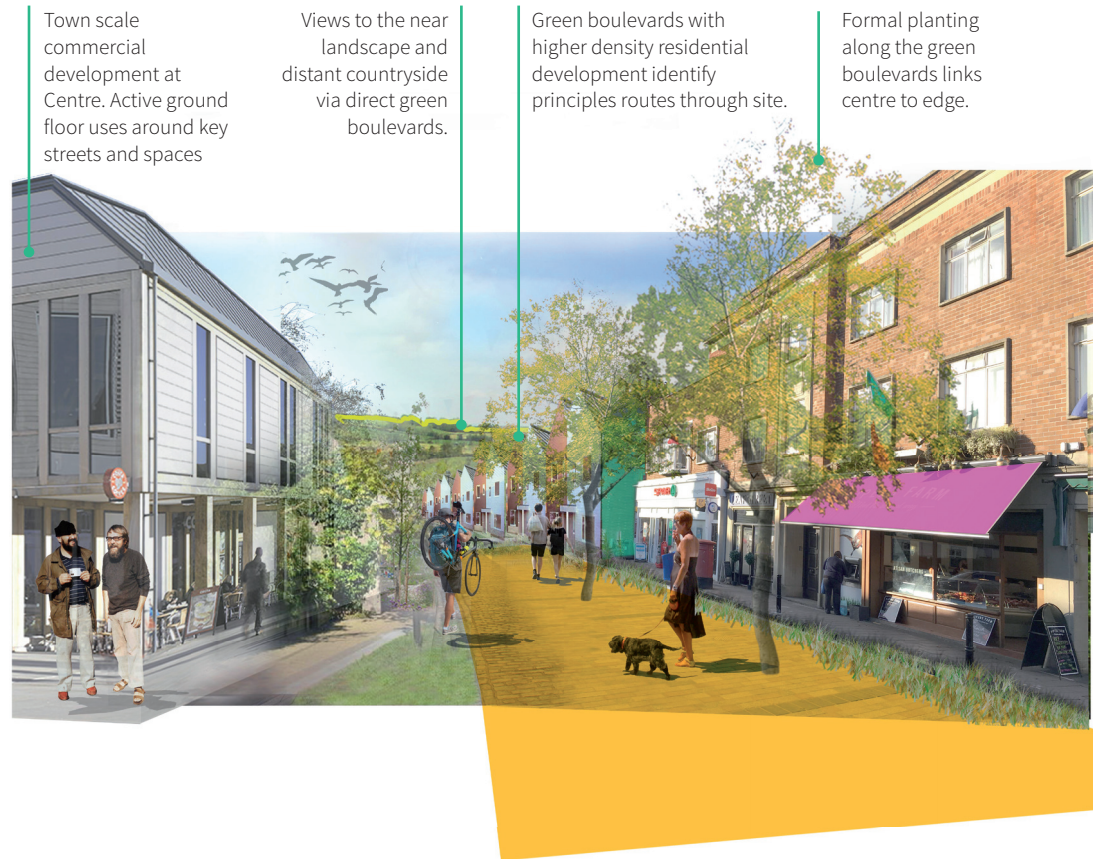 Town scale
commercial
development at
Centre. Active ground
floor uses around key
streets and spaces
Views to the near
landscape and
distant countryside
via direct green
boulevards.
Green boulevards with
higher density residential
development identify
principles routes through site.
Formal planting
along the green
boulevards links
centre to edge.
SPAR
FARM